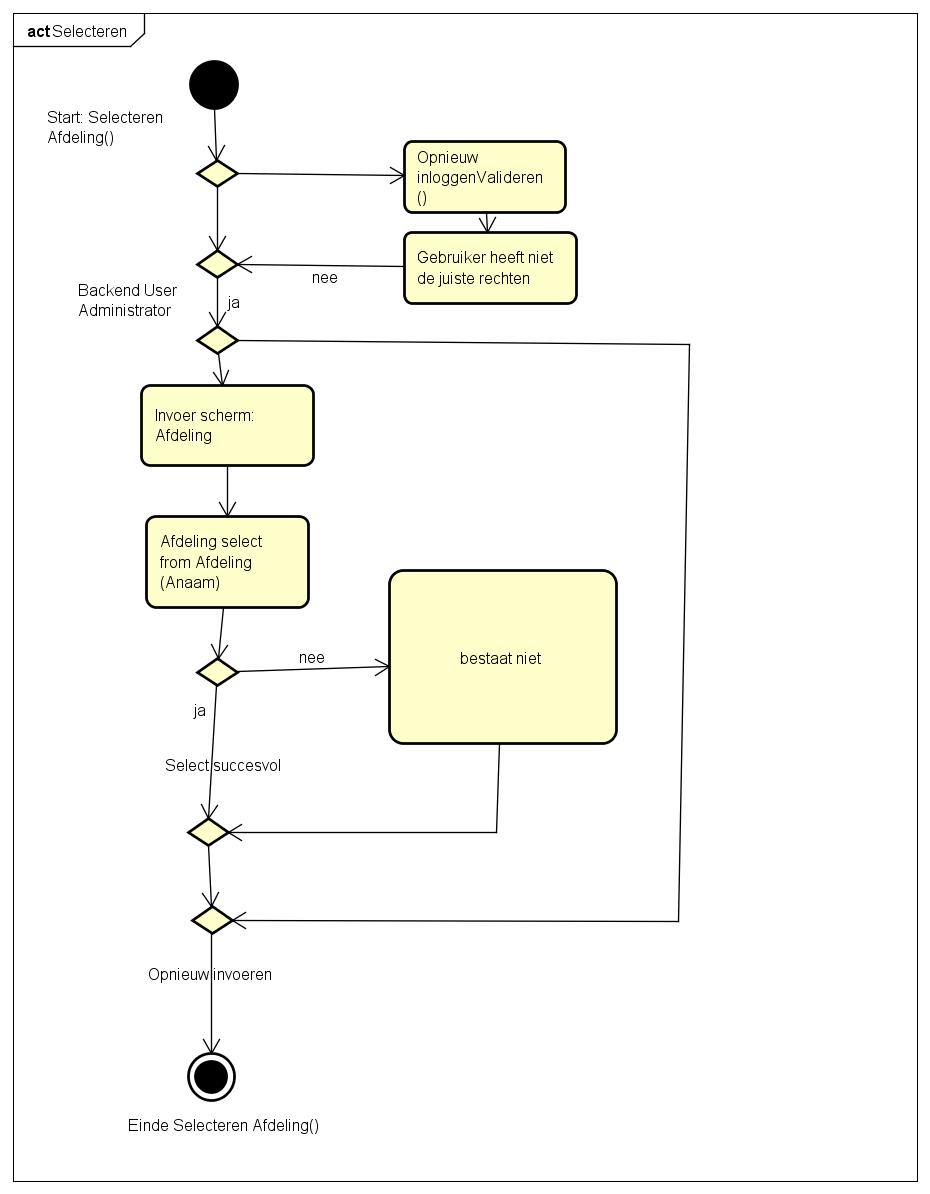 act Selecteren
Start: Selecteren
Afdeling()
Opnieuw
inloggenValideren
()
Gebruiker heeft niet
de juiste rechten
nee
Backend User
Administrator
ja
Invoer scherm:
Afdeling
Afdeling select
from Afdeling
(Anaam)
nee
bestaat niet
ja
Select succesvol
Opnieuw invoeren
Einde Selecteren Afdeling()